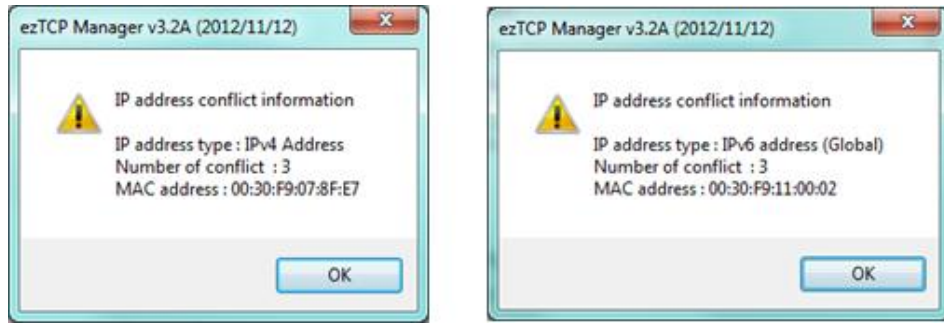 ezTCP Manager v3.2A (2012/11/12)
IP address conflict information
IP address type : IPv4 Address
Number of conflict : 3
MAC address : 00:30:F9:07:8F:E7
OK
ezTCP Manager v3.2A (2012/11/12)
IP address conflict information
IP address type : IPv6 address (Global)
Number of conflict : 3
MAC address : 00:30:F9:11:00:02
OK